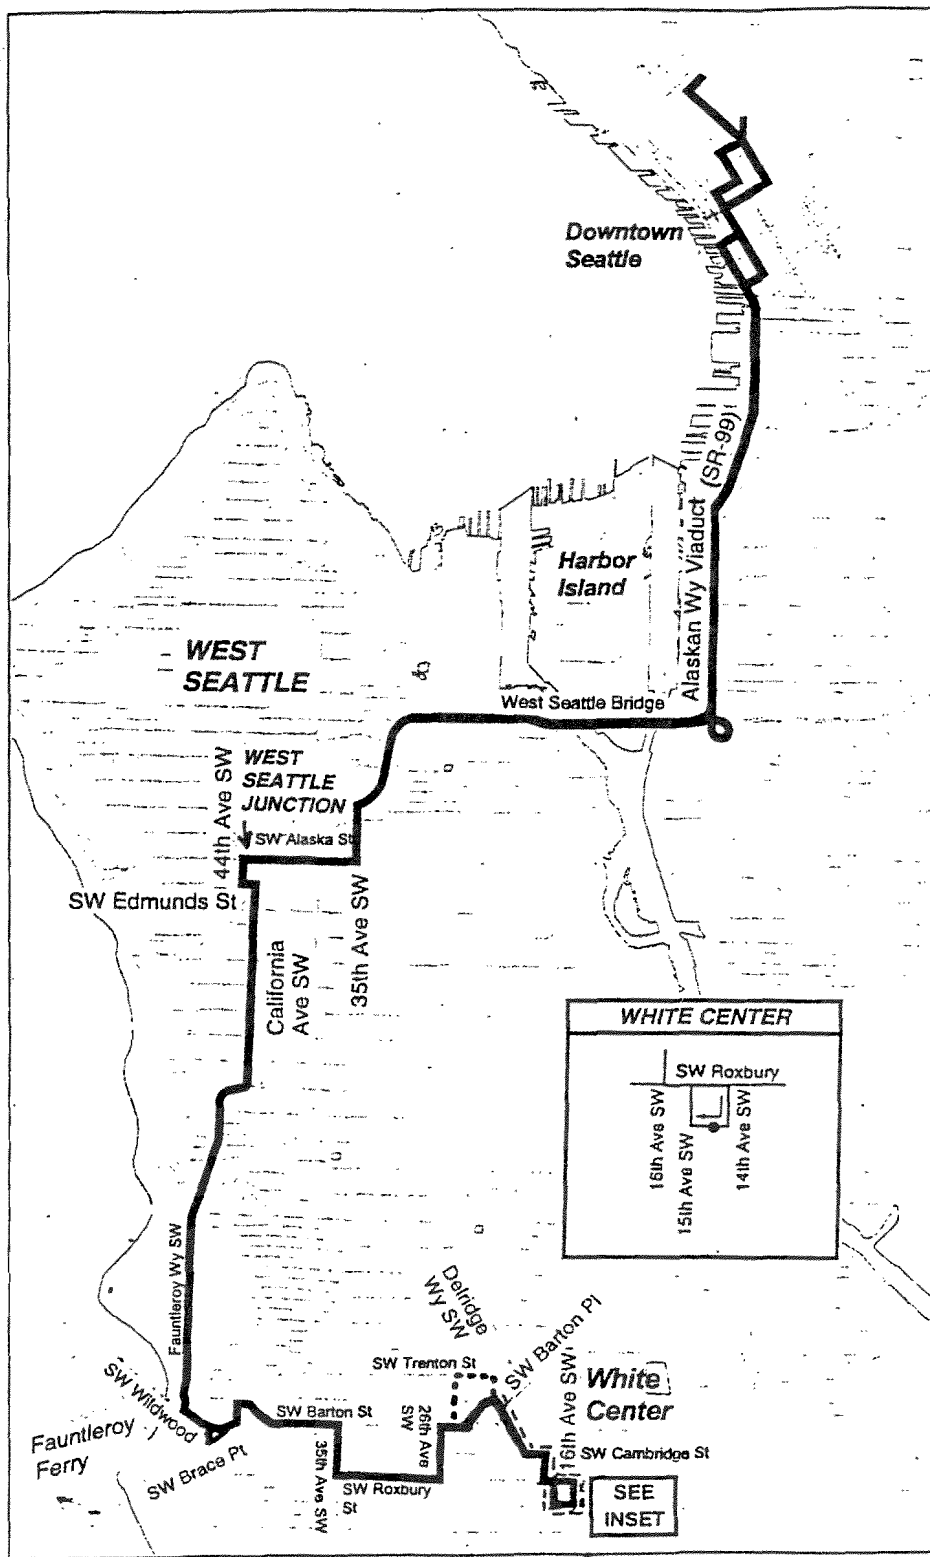 Downtown
Seattle
(SR-99)
Alaskan Wy Viaduct
Harbor
Island
WEST
SEATTLE
West Seattle Bridge
WEST
SEATTLE
JUNCTION
44th Ave SW
SW Alaska St
SW Edmunds St
35th Ave SW
California
Ave SW
WHITE CENTER
SW Roxbury
16th Ave SW
15th Ave SW
14th Ave SW
Fauntleroy Wy SW
Delridge
Wy SW
SW Barton Pl
SW Trenton St
16th Ave SW
White
Center
SW Wildwood
SW Barton St
26th Ave
SW
Fauntleroy
Ferry
SW Brace Pt
35th Ave SW
SW Roxbury
St
SW Cambridge St
SEE
INSET